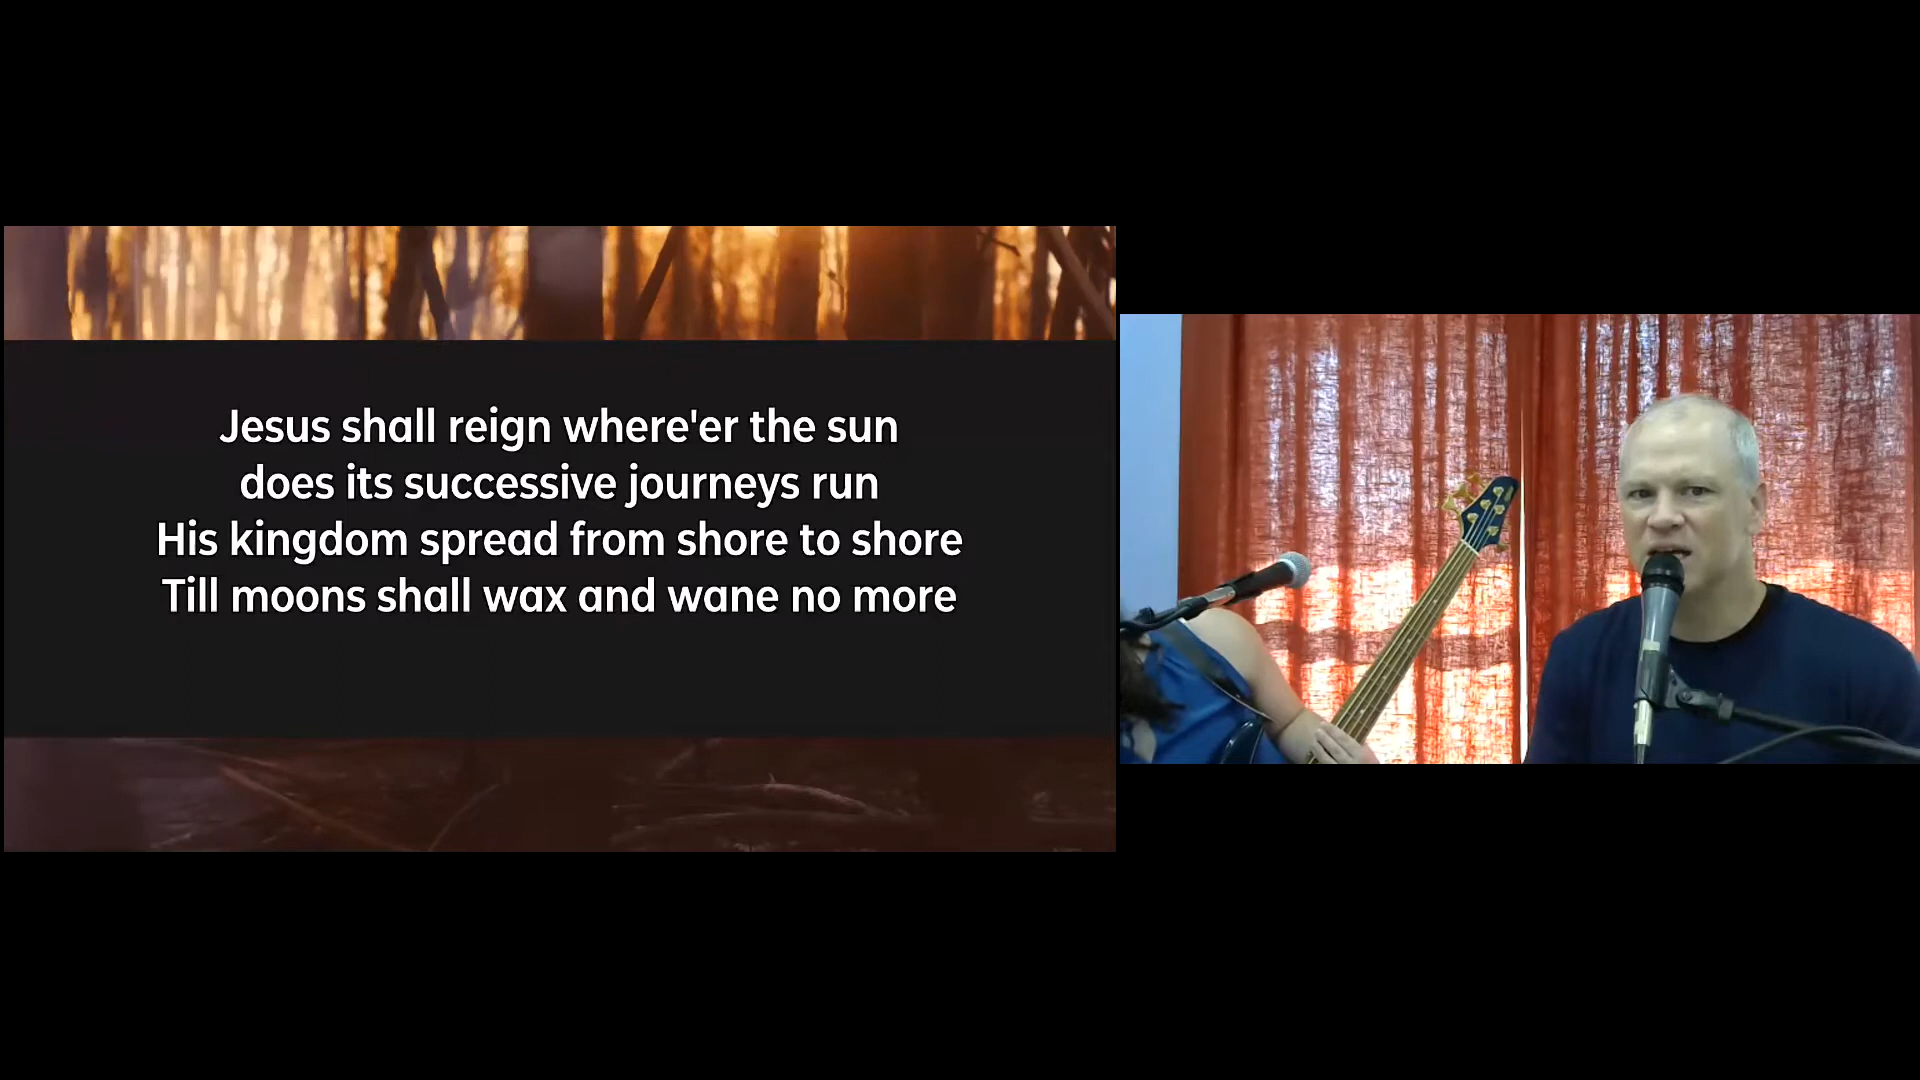 Jesus shall reign where'er the sun
does its successive journeys run
His kingdom spread from shore to shore
Till moons shall wax and wane no more